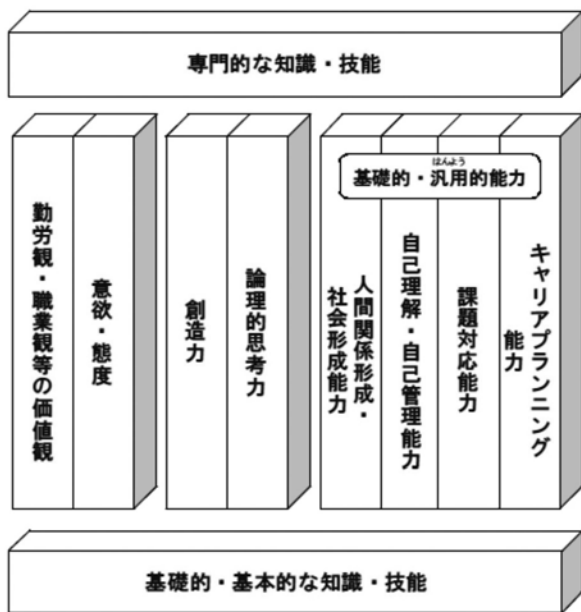 専門的な知識・技能
勤労観・職業観等の価値観
意欲・態度
創造力
論理的思考力
はんよう
基礎的・汎用的能力
人間関係形成・
社会形成能力
自己理解・自己管理能力
課題対応能力
キャリアプランニング
能力
基礎的・基本的な知識・技能